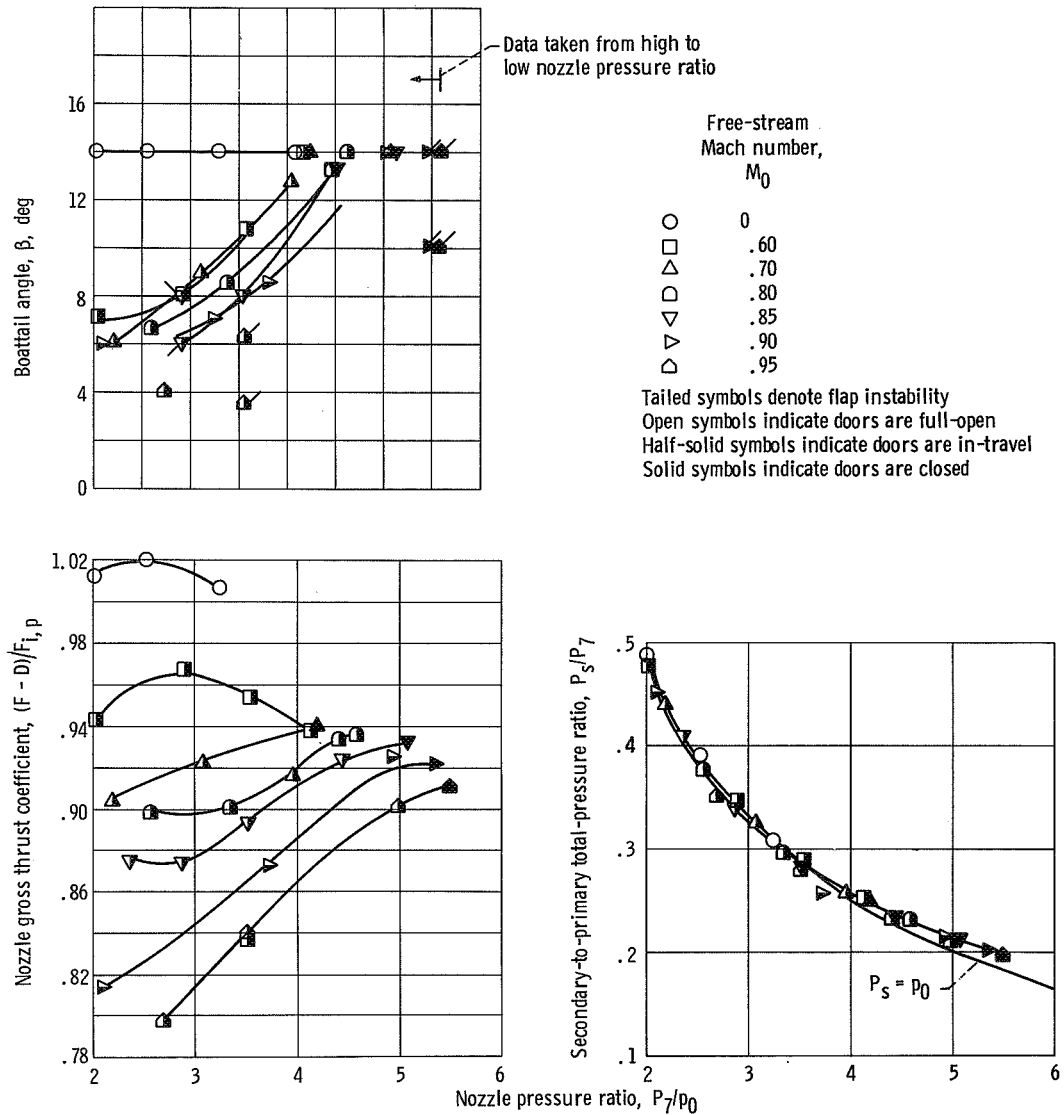 Data taken from high to
low nozzle pressure ratio
16
12
8
4
0
Boattail angle, β, deg
Free-stream
Mach number,
M0
0
.60
.70
.80
.85
.90
.95
Tailed symbols denote flap instability
Open symbols indicate doors are full-open
Half-solid symbols indicate doors are in-travel
Solid symbols indicate doors are closed
1.02
.98
.94
.90
.86
.82
.78
Nozzle gross thrust coefficient, (F - D)/Fi, p
2 3 4 5 6
.5
.4
.3
.2
.1
Secondary-to-primary total-pressure ratio, Ps/P7
Ps = p0
2 3 4 5 6
Nozzle pressure ratio, P7/p0